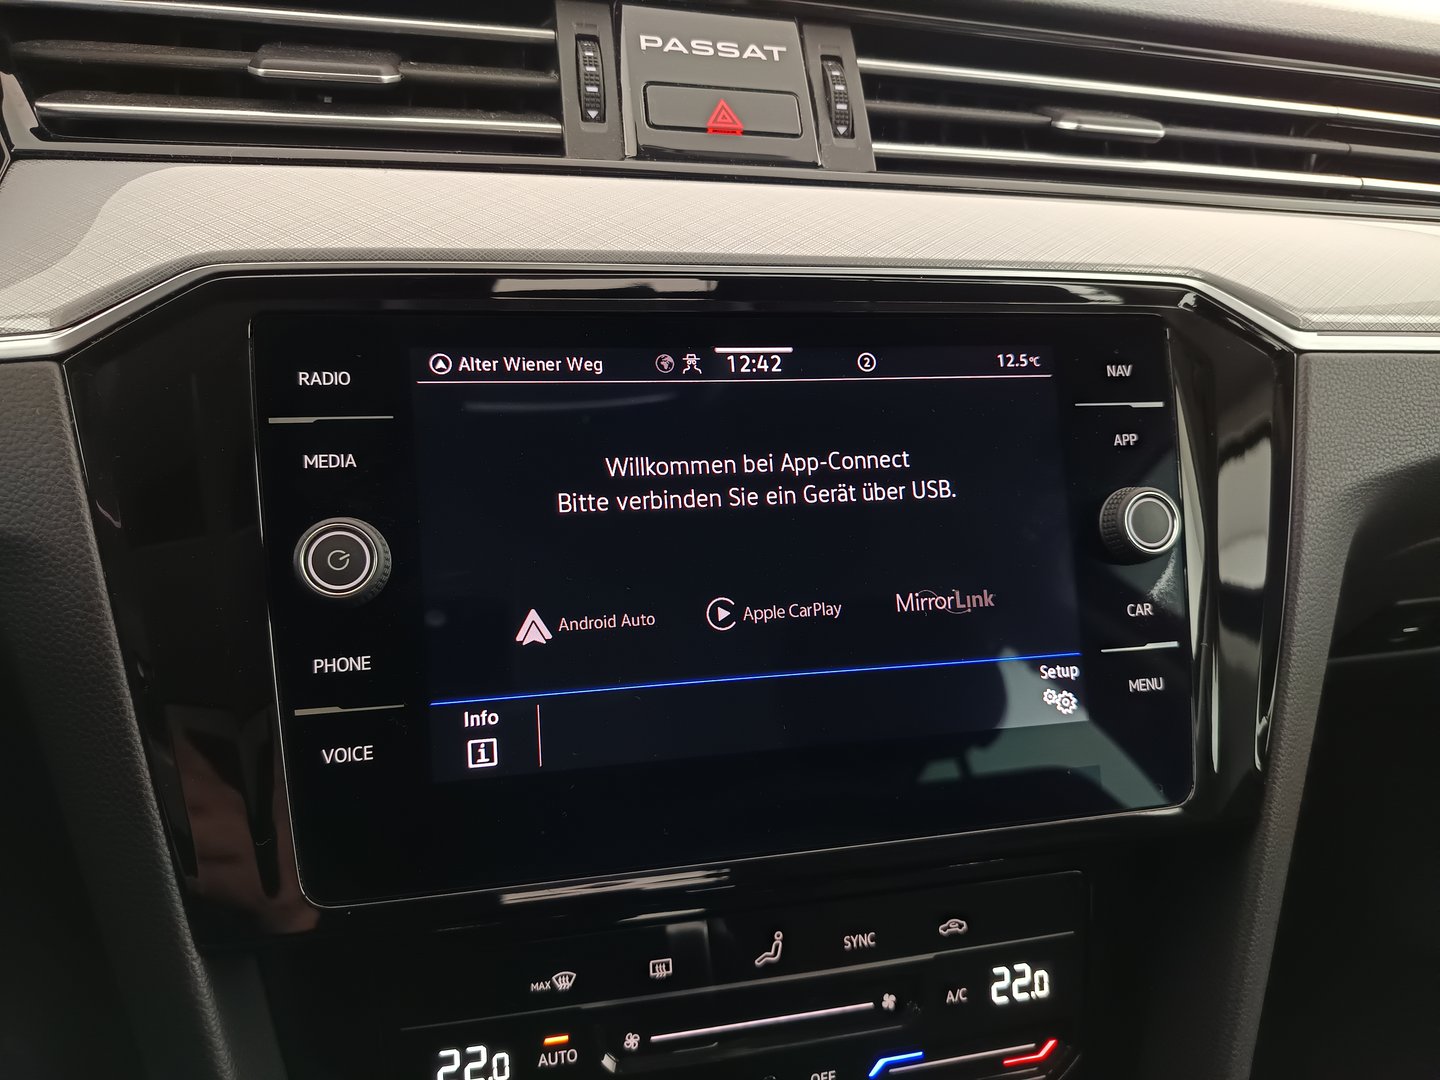 PASSAT
RADIO
MEDIA
PHONE
VOICE
Alter Wiener Weg
12:42
2
12.5°C
Willkommen bei App-Connect
Bitte verbinden Sie ein Gerät über USB.
Android Auto
Apple CarPlay
MirrorLink
Setup
Info
i
NAV
APP
CAR
MENU
MAX
SYNC
A/C
22.0
22.0
AUTO
OFF